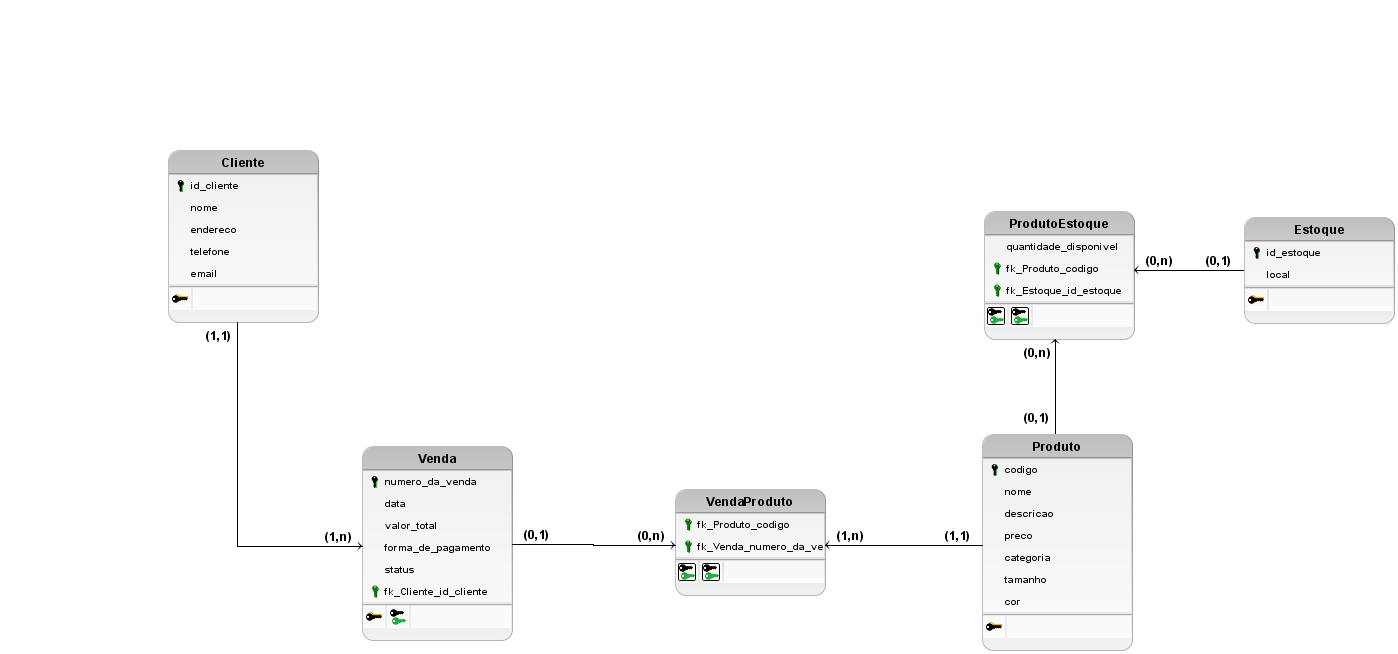 Cliente
id_cliente
nome
endereco
telefone
email
(1,1)
(1,n)
Venda
numero_da_venda
data
valor_total
forma_de_pagamento
status
fk_Cliente_id_cliente
(0,1)
(0,n)
VendaProduto
fk_Produto_codigo
fk_Venda_numero_da_ve
(1,n)
(1,1)
ProdutoEstoque
quantidade_disponivel
fk_Produto_codigo
fk_Estoque_id_estoque
(0,n)
(0,1)
Estoque
id_estoque
local
(0,n)
(0,1)
Produto
codigo
nome
descricao
preco
categoria
tamanho
cor